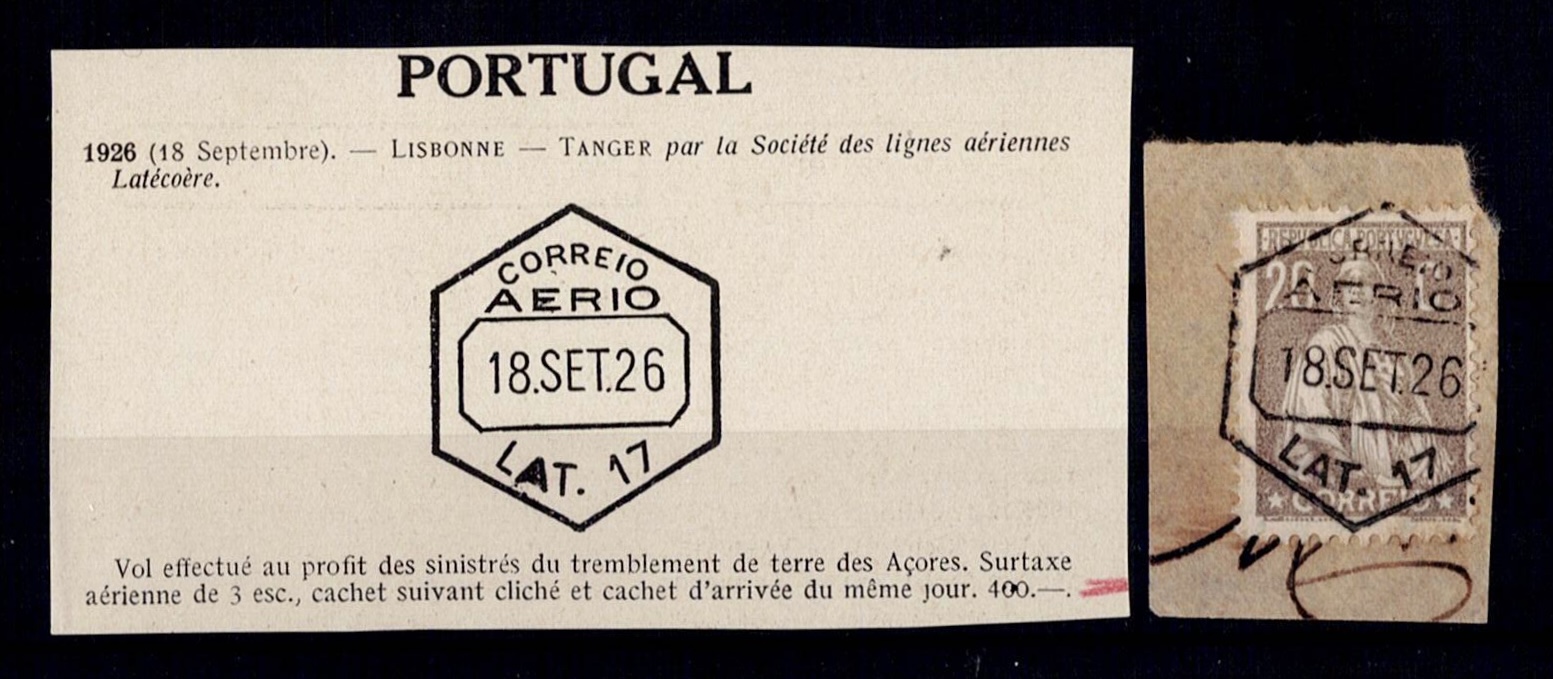 PORTUGAL
1926 (18 Septembre). — LISBONNE — TANGER par la Société des lignes aériennes
Latécoère.
CORREIO
AERIO
18.SET.26
LAT. 17
Vol effectué au profit des sinistrés du tremblement de terre des Açores. Surtaxe
aérienne de 3 esc., cachet suivant cliché et cachet d'arrivée du même jour. 400.—.
REPUBLICA PORTUGUESA
CORREIO
AERIO
18.SET.26
LAT. 17
CORREIO